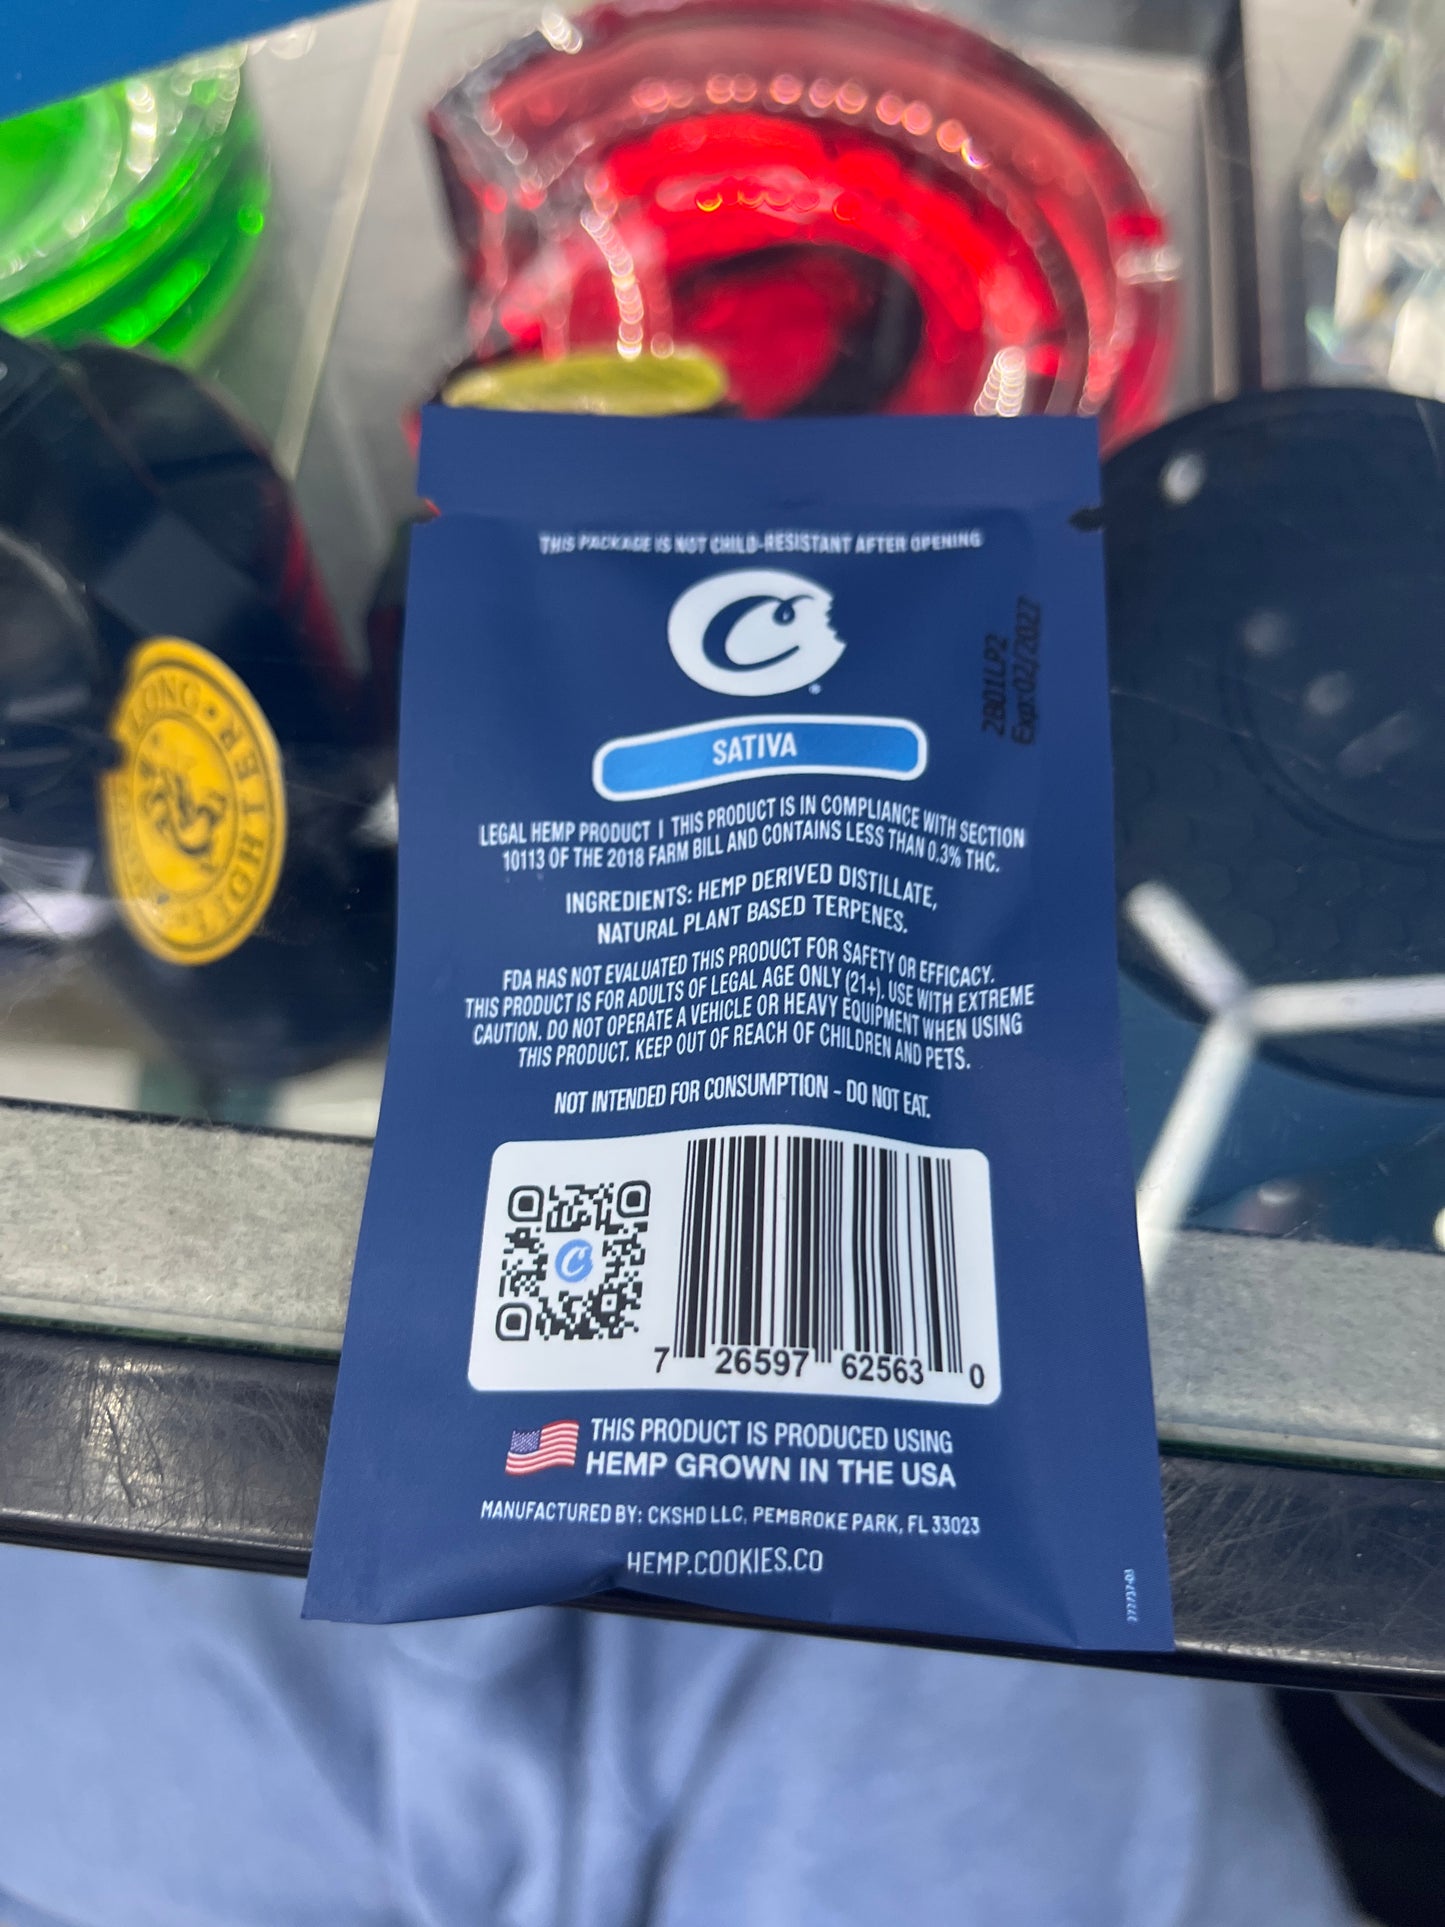 THIS PACKAGE IS NOT CHILD-RESISTANT AFTER OPENING
C
2801LP2
Exp:02/2027
SATIVA
LEGAL HEMP PRODUCT | THIS PRODUCT IS IN COMPLIANCE WITH SECTION
10113 OF THE 2018 FARM BILL AND CONTAINS LESS THAN 0.3% THC.
INGREDIENTS: HEMP DERIVED DISTILLATE,
NATURAL PLANT BASED TERPENES.
FDA HAS NOT EVALUATED THIS PRODUCT FOR SAFETY OR EFFICACY.
THIS PRODUCT IS FOR ADULTS OF LEGAL AGE ONLY (21+). USE WITH EXTREME
CAUTION. DO NOT OPERATE A VEHICLE OR HEAVY EQUIPMENT WHEN USING
THIS PRODUCT. KEEP OUT OF REACH OF CHILDREN AND PETS.
NOT INTENDED FOR CONSUMPTION - DO NOT EAT.
C
7 26597 62563 0
THIS PRODUCT IS PRODUCED USING
HEMP GROWN IN THE USA
MANUFACTURED BY: CKSHD LLC, PEMBROKE PARK, FL 33023
HEMP.COOKIES.CO
272737-03